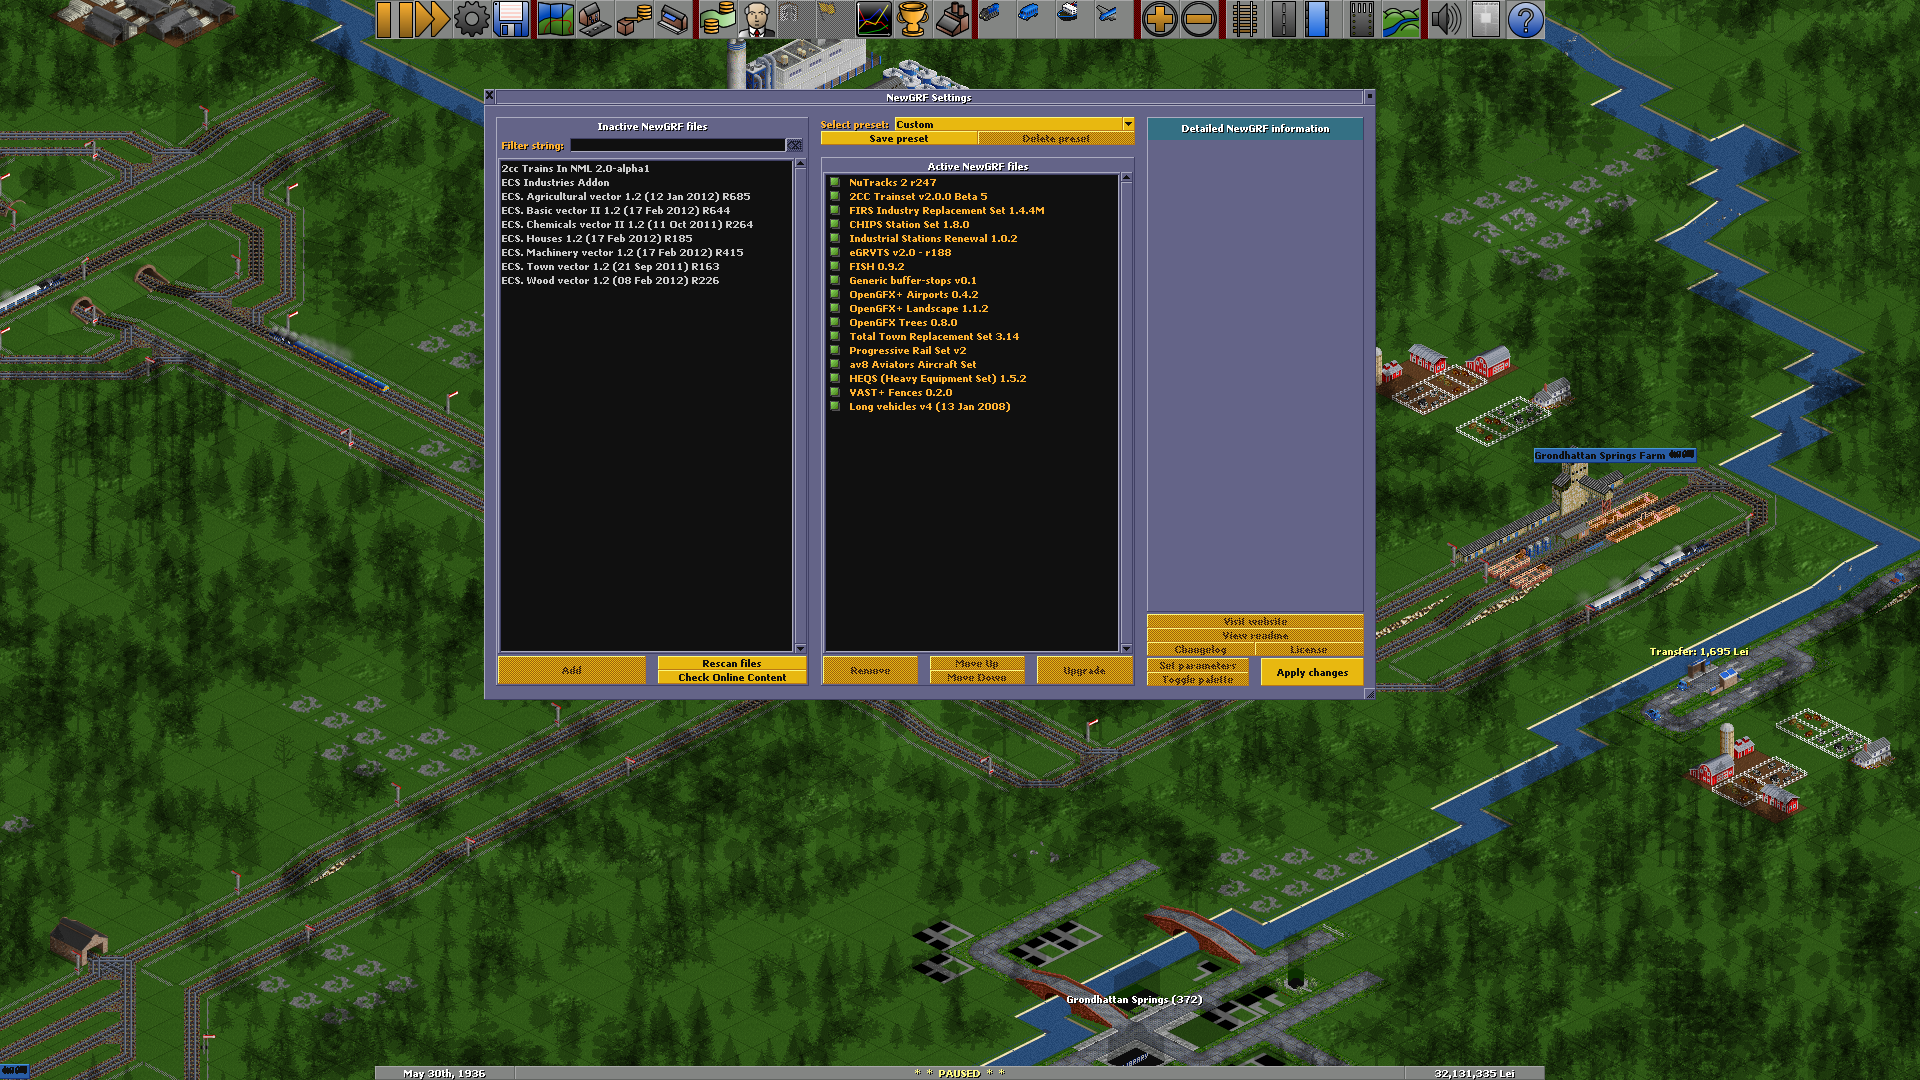 NewGRF Settings
Inactive NewGRF files
Filter string:
2cc Trains In NML 2.0-alpha1
ECS Industries Addon
ECS. Agricultural vector 1.2 (12 Jan 2012) R685
ECS. Basic vector II 1.2 (17 Feb 2012) R644
ECS. Chemicals vector II 1.2 (11 Oct 2011) R264
ECS. Houses 1.2 (17 Feb 2012) R185
ECS. Machinery vector 1.2 (17 Feb 2012) R415
ECS. Town vector 1.2 (21 Sep 2011) R163
ECS. Wood vector 1.2 (08 Feb 2012) R226
Add
Rescan files
Check Online Content
Select preset: Custom
Save preset
Delete preset
Active NewGRF files
NuTracks 2 r247
2CC Trainset v2.0.0 Beta 5
FIRS Industry Replacement Set 1.4.4M
CHIPS Station Set 1.8.0
Industrial Stations Renewal 1.0.2
eGRVTS v2.0 - r188
FISH 0.9.2
Generic buffer-stops v0.1
OpenGFX+ Airports 0.4.2
OpenGFX+ Landscape 1.1.2
OpenGFX Trees 0.8.0
Total Town Replacement Set 3.14
Progressive Rail Set v2
av8 Aviators Aircraft Set
HEQS (Heavy Equipment Set) 1.5.2
VAST+ Fences 0.2.0
Long vehicles v4 (13 Jan 2008)
Remove
Move Up
Move Down
Upgrade
Detailed NewGRF information
Visit website
View readme
Changelog
License
Set parameters
Toggle palette
Apply changes
Grondhattan Springs Farm
Transfer: 1,695 Lei
Grondhattan Springs (372)
LIBRARY
May 30th, 1936
* * PAUSED * *
32,131,335 Lei